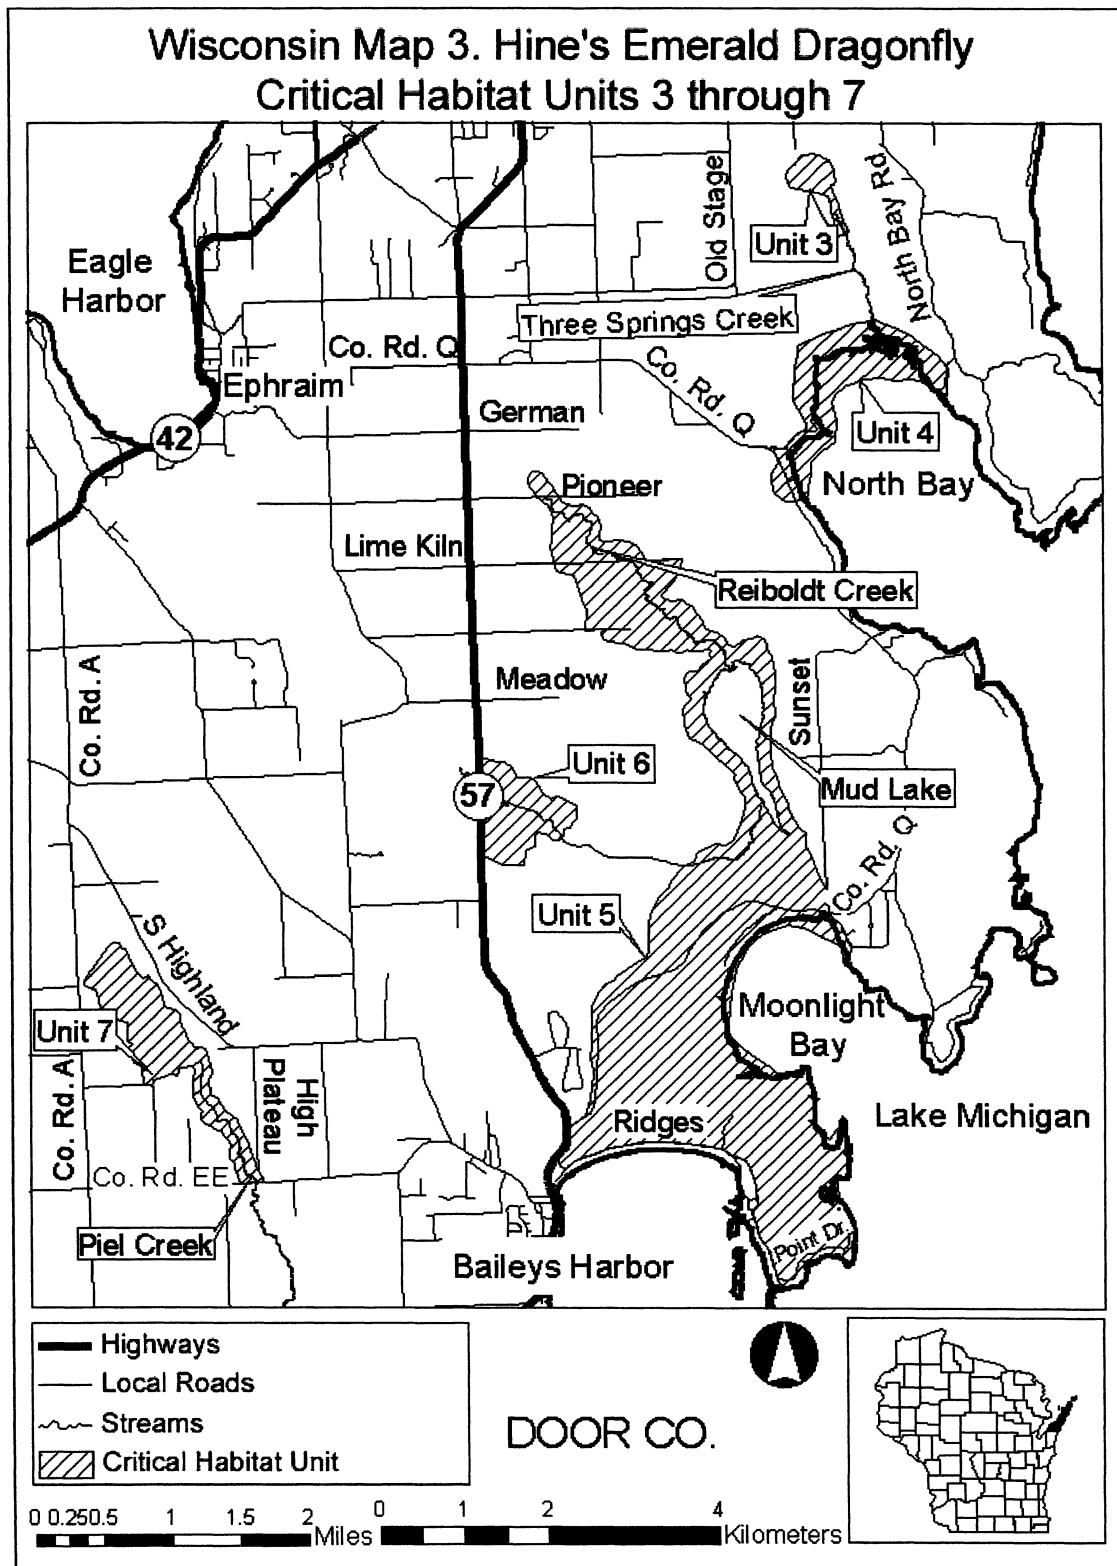 Wisconsin Map 3. Hine's Emerald Dragonfly
Critical Habitat Units 3 through 7
Old Stage
North Bay Rd
Unit 3
Eagle
Harbor
Three Springs Creek
Co. Rd. Q
Co. Rd. Q
Ephraim
German
Unit 4
42
North Bay
Pioneer
Lime Kiln
Reiboldt Creek
Meadow
Sunset
Co. Rd. A
Unit 6
57
Mud Lake
Co. Rd. Q
Unit 5
S Highland
Moonlight
Bay
Unit 7
Co. Rd. A
High
Plateau
Ridges
Lake Michigan
Co. Rd. EE
Piel Creek
Point Dr.
Baileys Harbor
Highways
Local Roads
Streams
Critical Habitat Unit
DOOR CO.
0 0.250.5 1 1.5 2 Miles
0 1 2 4 Kilometers